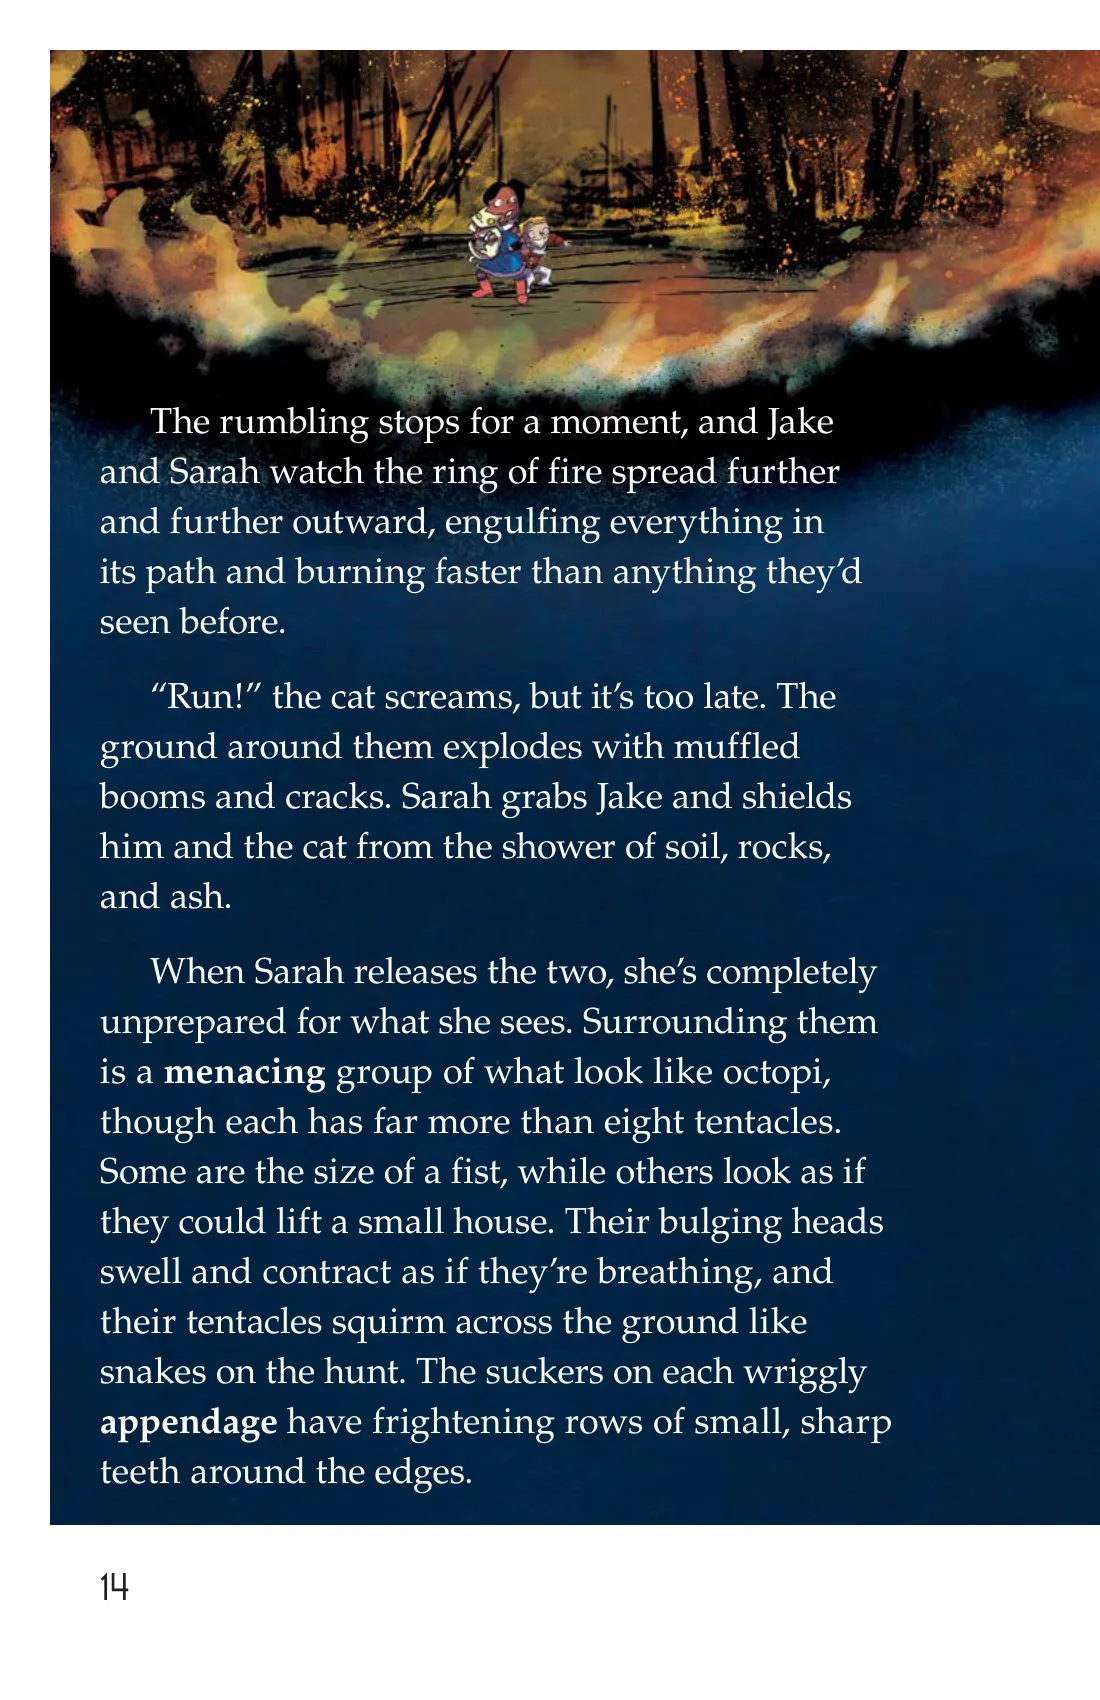 The rumbling stops for a moment, and Jake
and Sarah watch the ring of fire spread further
and further outward, engulfing everything in
its path and burning faster than anything they’d
seen before.
“Run!” the cat screams, but it’s too late. The
ground around them explodes with muffled
booms and cracks. Sarah grabs Jake and shields
him and the cat from the shower of soil, rocks,
and ash.
When Sarah releases the two, she’s completely
unprepared for what she sees. Surrounding them
is a menacing group of what look like octopi,
though each has far more than eight tentacles.
Some are the size of a fist, while others look as if
they could lift a small house. Their bulging heads
swell and contract as if they’re breathing, and
their tentacles squirm across the ground like
snakes on the hunt. The suckers on each wriggly
appendage have frightening rows of small, sharp
teeth around the edges.
14